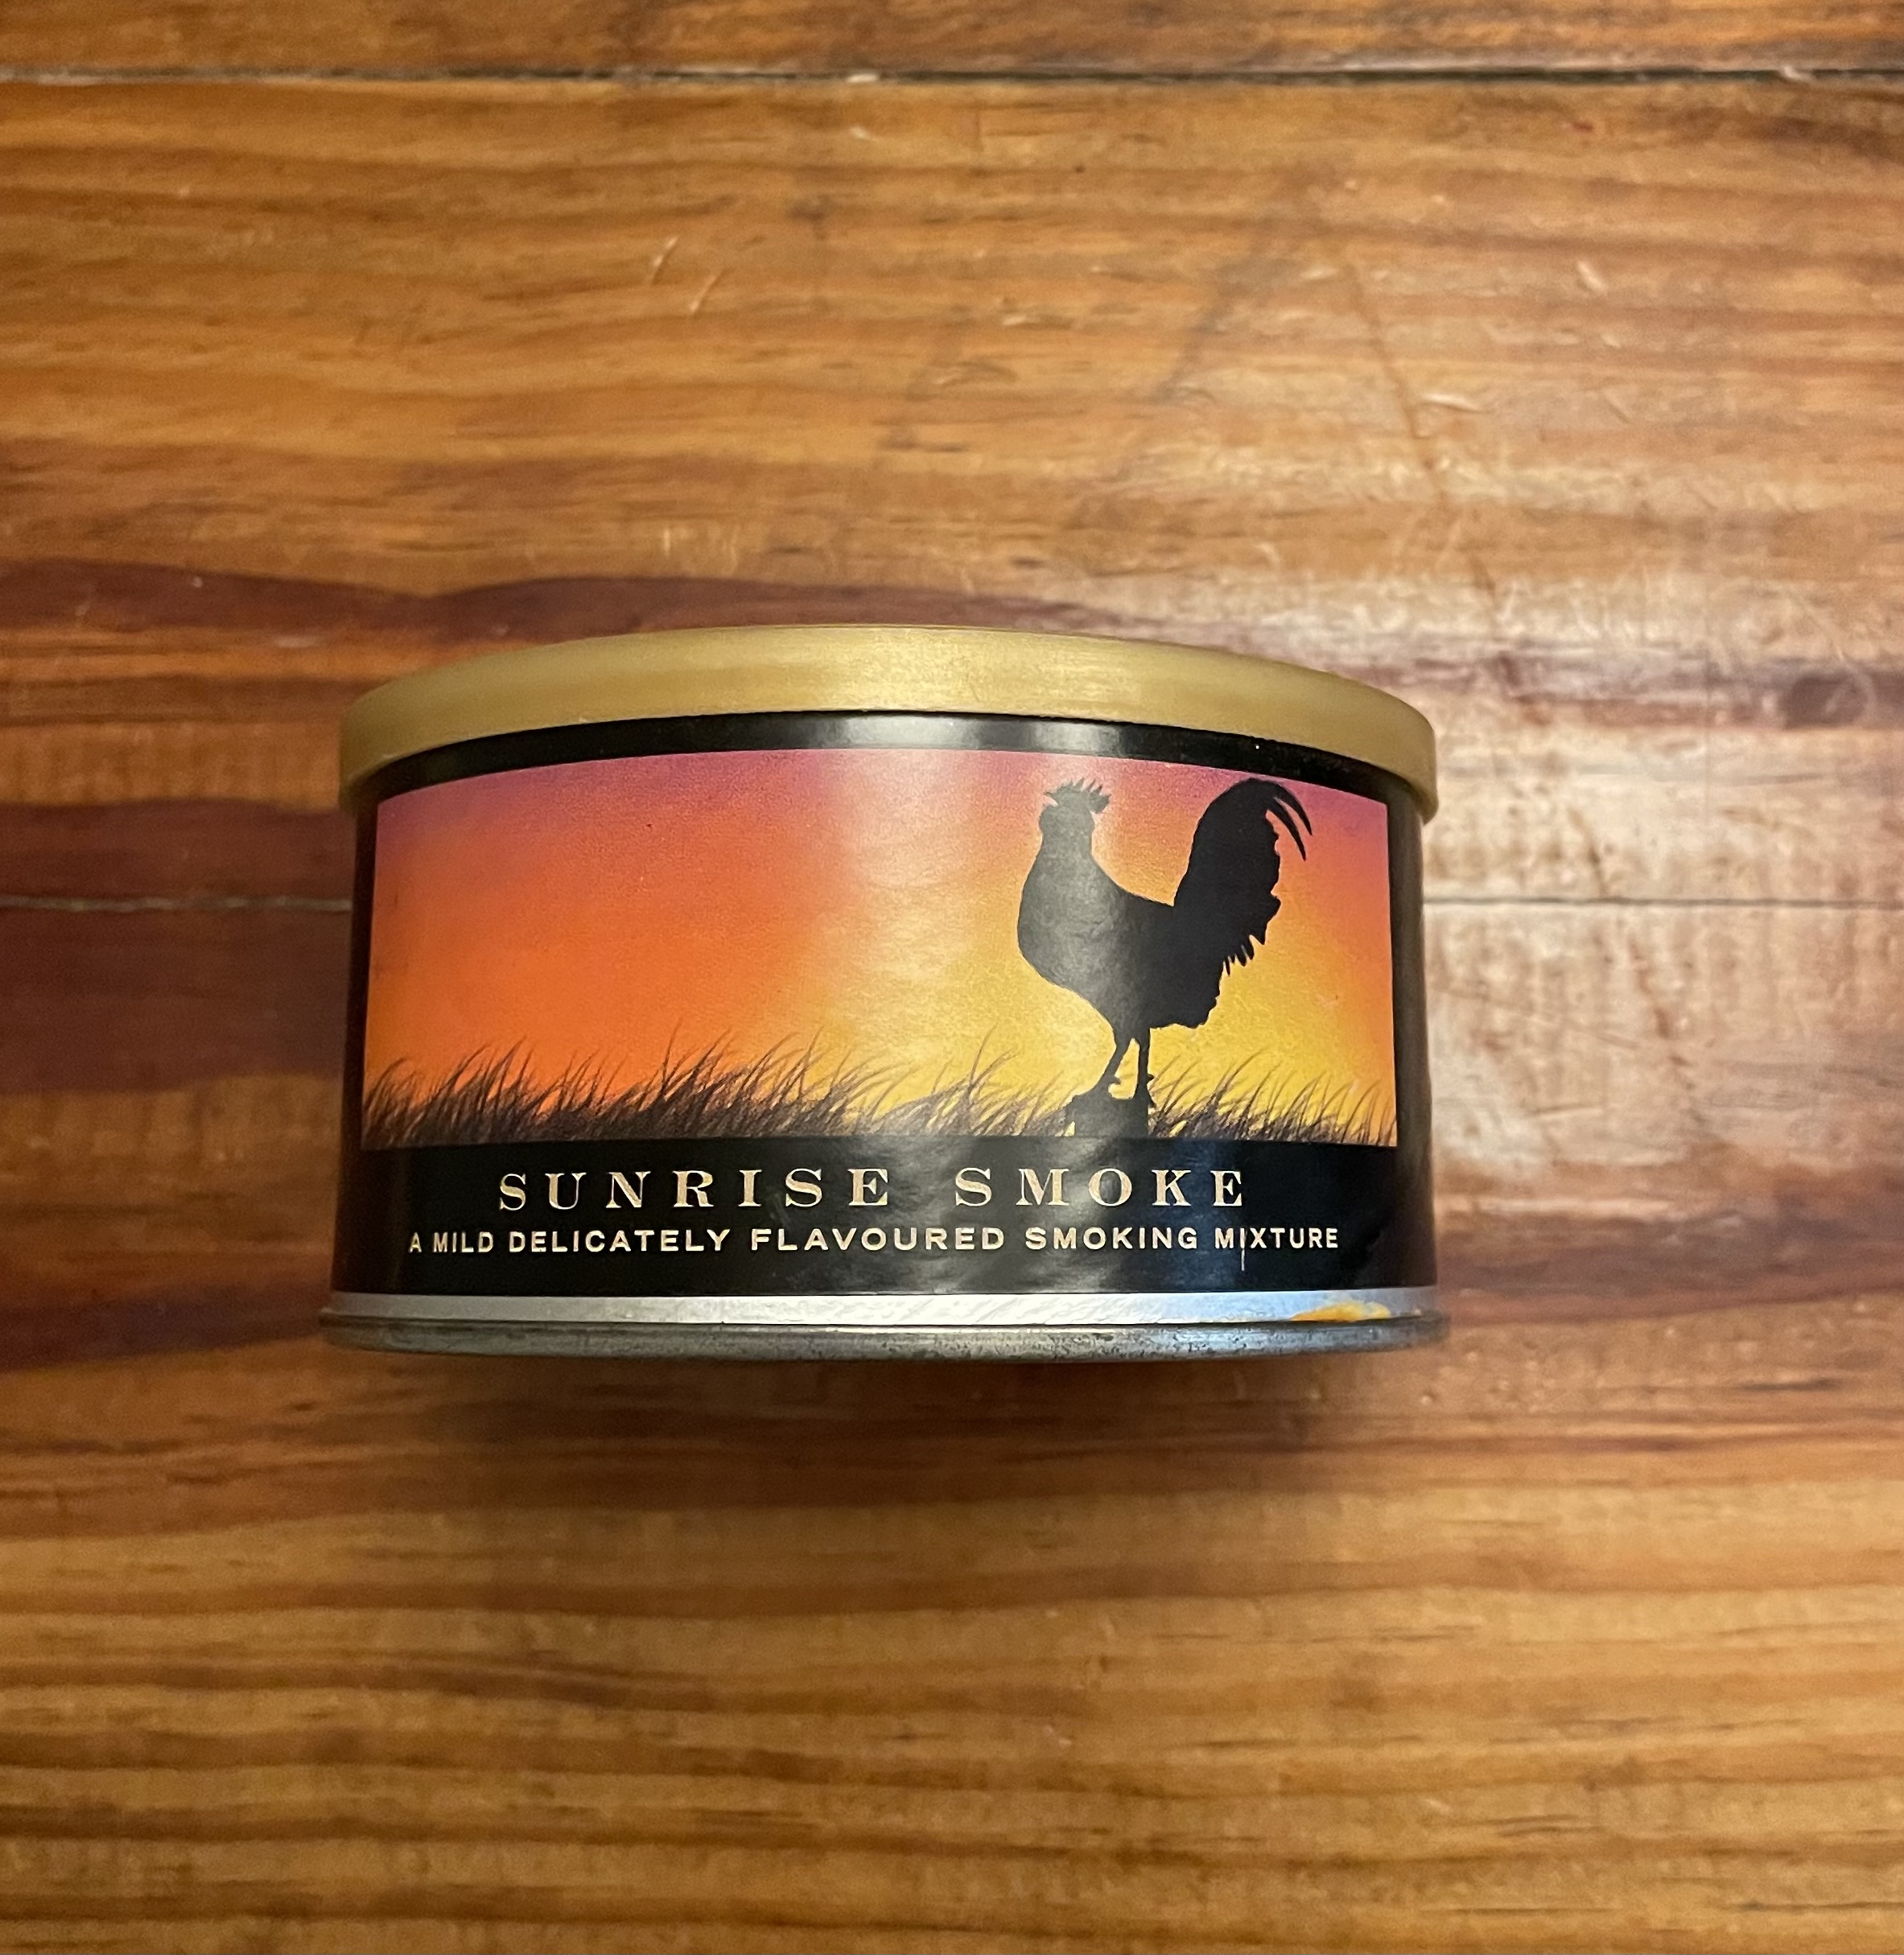 SUNRISE SMOKE
A MILD DELICATELY FLAVOURED SMOKING MIXTURE